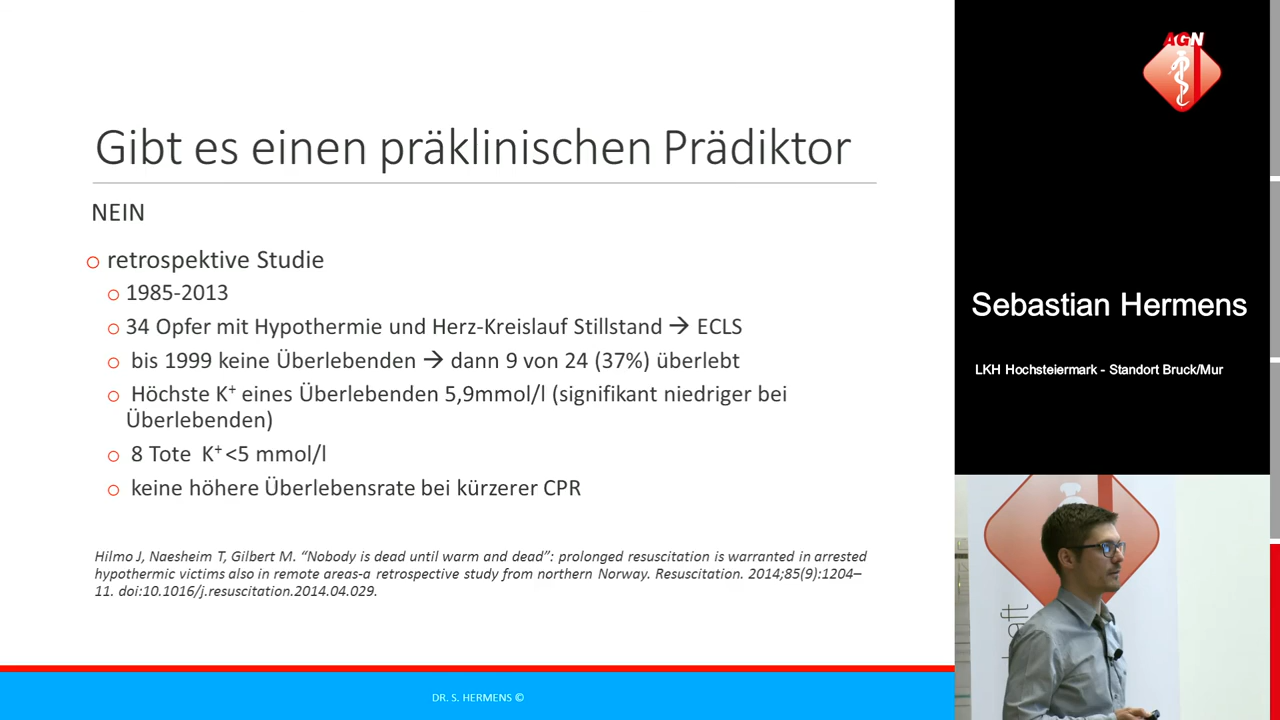 Gibt es einen präklinischen Prädiktor
NEIN
retrospektive Studie
1985-2013
34 Opfer mit Hypothermie und Herz-Kreislauf Stillstand → ECLS
bis 1999 keine Überlebenden → dann 9 von 24 (37%) überlebt
Höchste K⁺ eines Überlebenden 5,9mmol/l (signifikant niedriger bei
Überlebenden)
8 Tote K⁺ <5 mmol/l
keine höhere Überlebensrate bei kürzerer CPR
Hilmo J, Naesheim T, Gilbert M. “Nobody is dead until warm and dead”: prolonged resuscitation is warranted in arrested
hypothermic victims also in remote areas-a retrospective study from northern Norway. Resuscitation. 2014;85(9):1204–
11. doi:10.1016/j.resuscitation.2014.04.029.
DR. S. HERMENS ©
AGN
Sebastian Hermens
LKH Hochsteiermark - Standort Bruck/Mur